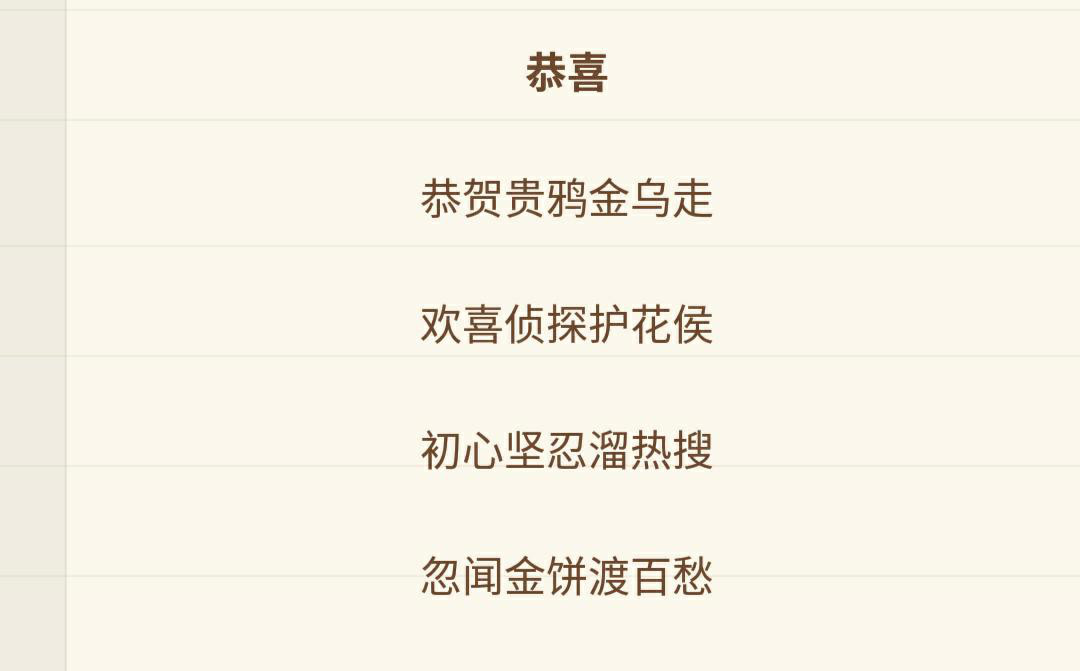 恭喜
恭贺贵鸦金乌走
欢喜侦探护花侯
初心坚忍溜热搜
忽闻金饼渡百愁